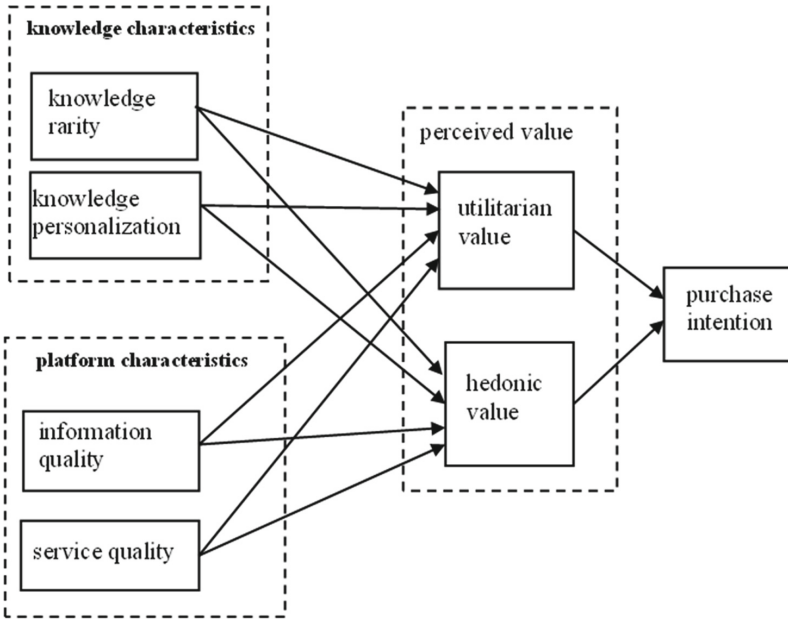 knowledge characteristics
knowledge
rarity
knowledge
personalization
platform characteristics
information
quality
service quality
perceived value
utilitarian
value
hedonic
value
purchase
intention